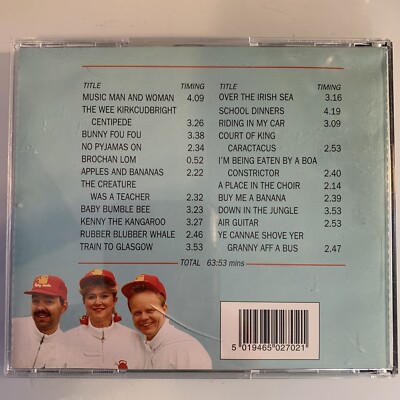 TITLE TIMING
MUSIC MAN AND WOMAN 4.09
THE WEE KIRKCUDBRIGHT
CENTIPEDE 3.26
BUNNY FOU FOU 3.38
NO PYJAMAS ON 2.34
BROCHAN LOM 0.52
APPLES AND BANANAS 2.22
THE CREATURE
WAS A TEACHER 2.32
BABY BUMBLE BEE 3.23
KENNY THE KANGAROO 3.27
RUBBER BLUBBER WHALE 2.46
TRAIN TO GLASGOW 3.53
TITLE TIMING
OVER THE IRISH SEA 3.16
SCHOOL DINNERS 4.19
RIDING IN MY CAR 3.09
COURT OF KING
CARACTACUS 2.53
I'M BEING EATEN BY A BOA
CONSTRICTOR 2.40
A PLACE IN THE CHOIR 2.14
BUY ME A BANANA 2.39
DOWN IN THE JUNGLE 3.53
AIR GUITAR 2.53
YE CANNAE SHOVE YER
GRANNY AFF A BUS 2.47
TOTAL 63:53 mins
5 019465 027021